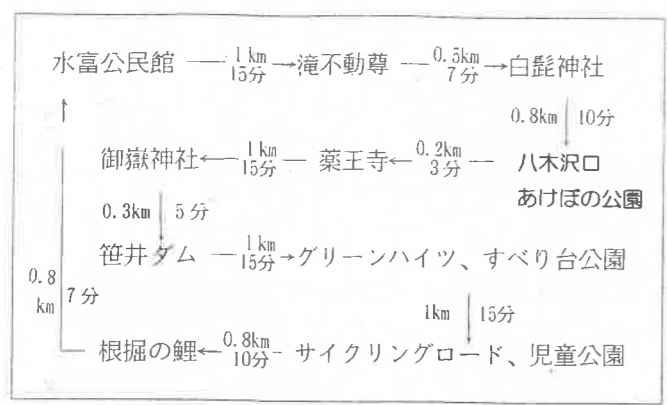 水富公民館 1km 15分 滝不動尊 0.5km 7分 白髭神社
0.8km 10分
御嶽神社 1km 15分 薬王寺 0.2km 3分 八木沢口
あけぼの公園
0.3km 5分
笹井ダム 1km 15分 グリーンハイツ、すべり台公園
0.8km 7分
1km 15分
根掘の鯉 0.8km 10分 サイクリングロード、児童公園